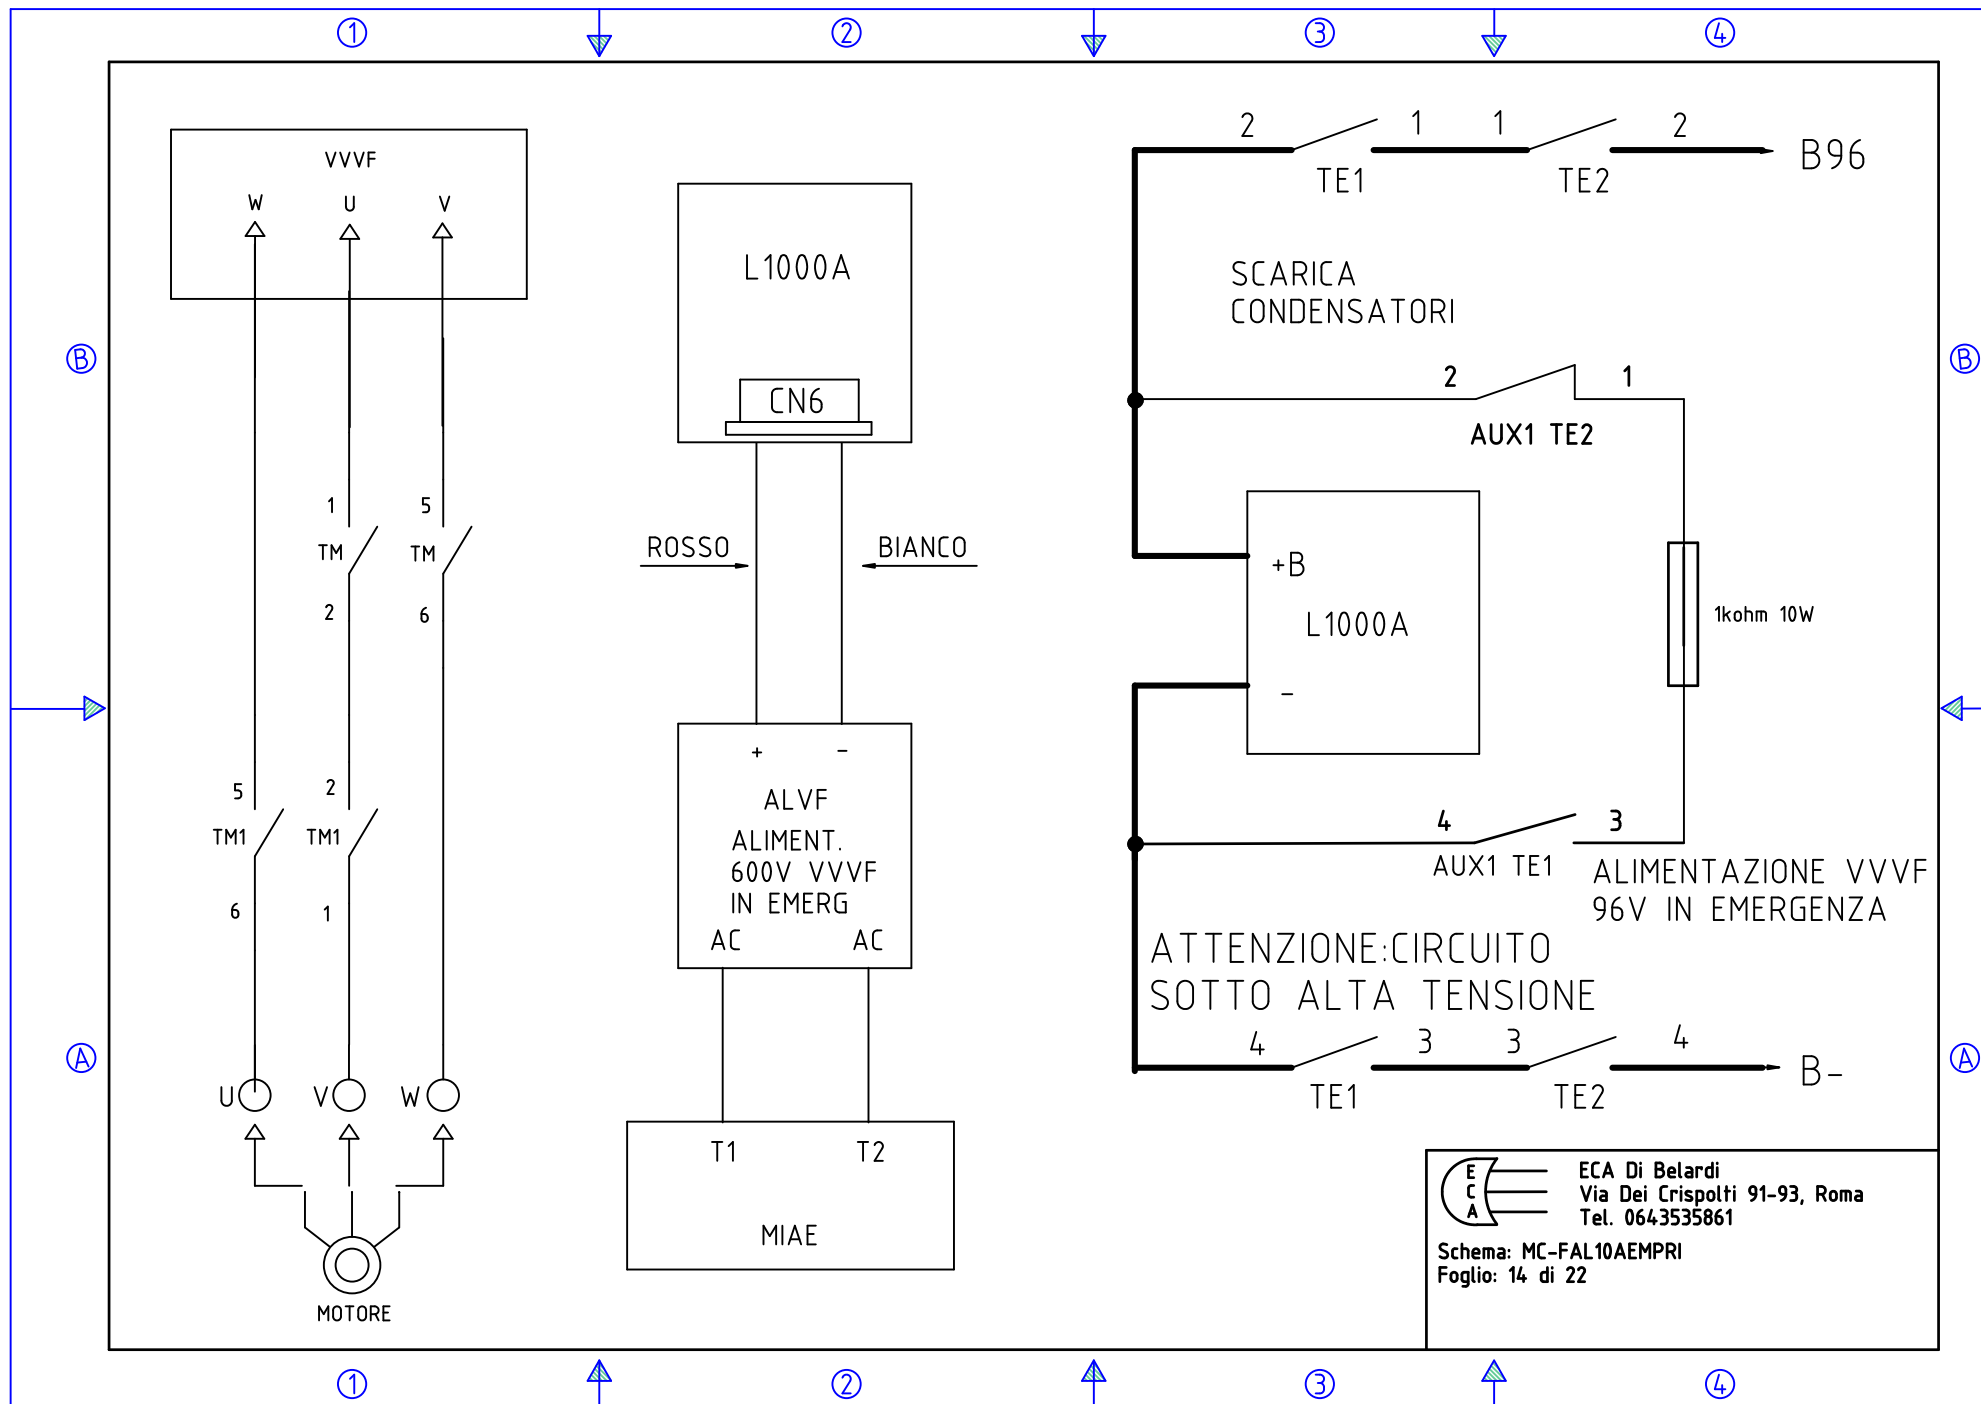 1
2
3
4
B
B
A
A
VVVF
W
U
V
1
TM
2
5
TM
6
5
TM1
6
2
TM1
1
U
V
W
MOTORE
L1000A
CN6
ROSSO
BIANCO
+
-
ALVF
ALIMENT.
600V VVVF
IN EMERG
AC
AC
T1
T2
MIAE
2
1
1
2
TE1
TE2
B96
SCARICA
CONDENSATORI
2
1
AUX1 TE2
+B
L1000A
-
1kohm 10W
4
3
AUX1 TE1
ALIMENTAZIONE VVVF
96V IN EMERGENZA
ATTENZIONE:CIRCUITO
SOTTO ALTA TENSIONE
4
3
3
4
TE1
TE2
B-
E
C
A
ECA Di Belardi
Via Dei Crispolti 91-93, Roma
Tel. 0643535861
Schema: MC-FAL10AEMPRI
Foglio: 14 di 22
1
2
3
4